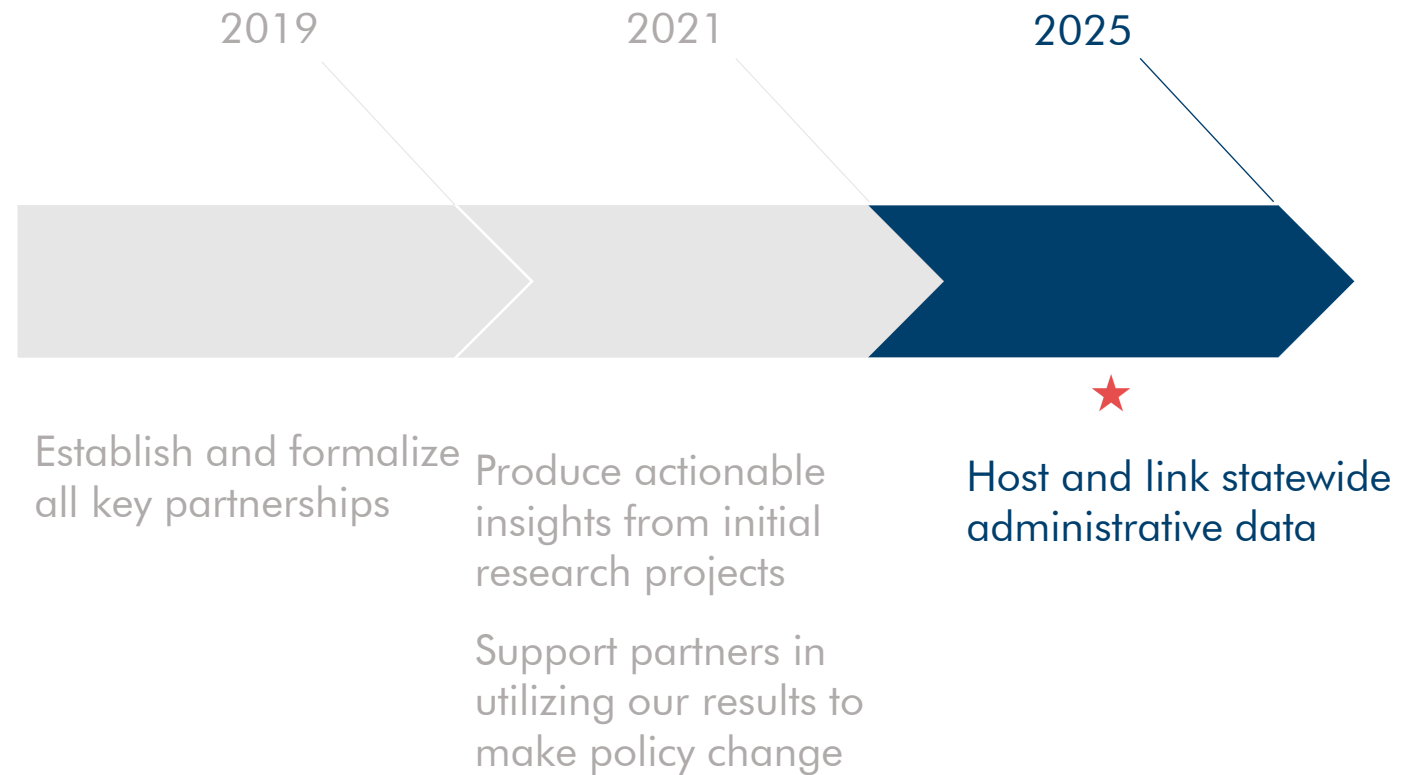 2019
2021
2025
Establish and formalize
all key partnerships
Produce actionable
insights from initial
research projects
Support partners in
utilizing our results to
make policy change
Host and link statewide
administrative data